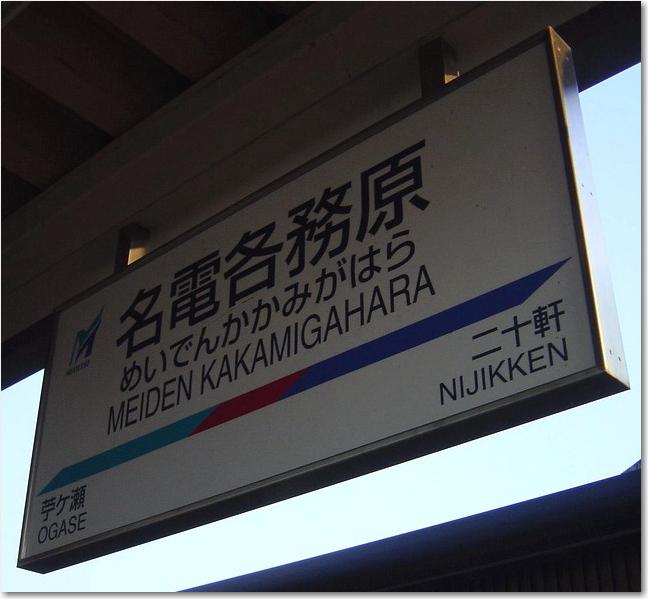 名電各務原
めいでんかかみがはら
MEIDEN KAKAMIGAHARA
二十軒
NIJIKKEN
苧ケ瀬
OGASE